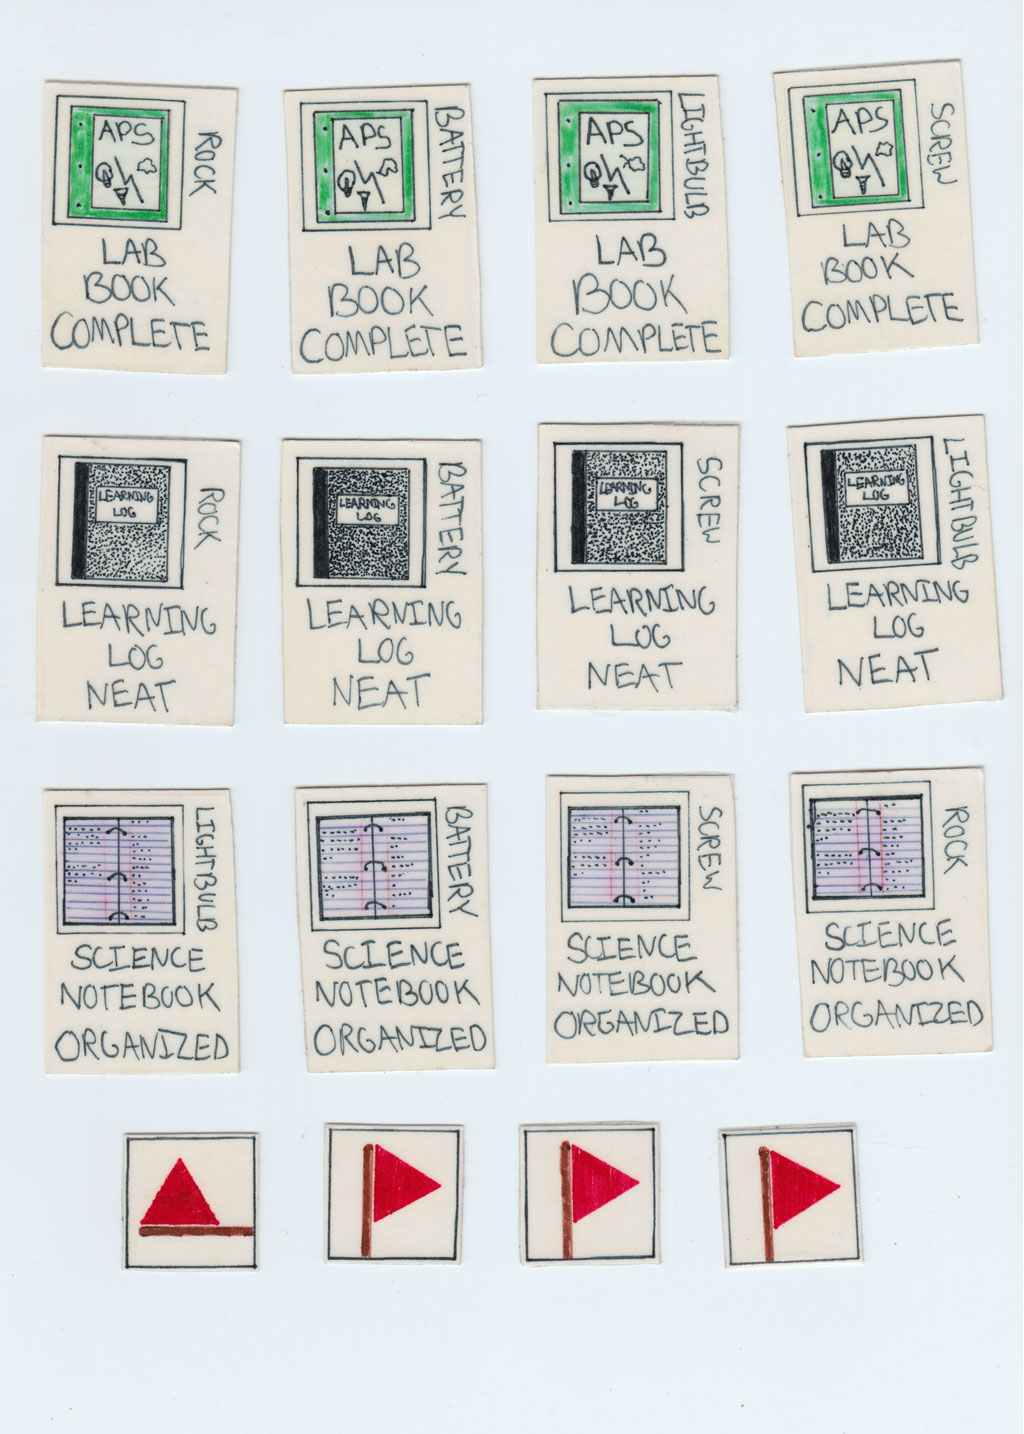 APS
ROCK
LAB
BOOK
COMPLETE
APS
BATTERY
LAB
BOOK
COMPLETE
APS
LIGHTBULB
LAB
BOOK
COMPLETE
APS
SCREW
LAB
BOOK
COMPLETE
LEARNING
LOG
ROCK
LEARNING
LOG
NEAT
LEARNING
LOG
BATTERY
LEARNING
LOG
NEAT
LEARNING
LOG
SCREW
LEARNING
LOG
NEAT
LEARNING
LOG
LIGHTBULB
LEARNING
LOG
NEAT
LIGHTBULB
SCIENCE
NOTEBOOK
ORGANIZED
BATTERY
SCIENCE
NOTEBOOK
ORGANIZED
SCREW
SCIENCE
NOTEBOOK
ORGANIZED
ROCK
SCIENCE
NOTEBOOK
ORGANIZED